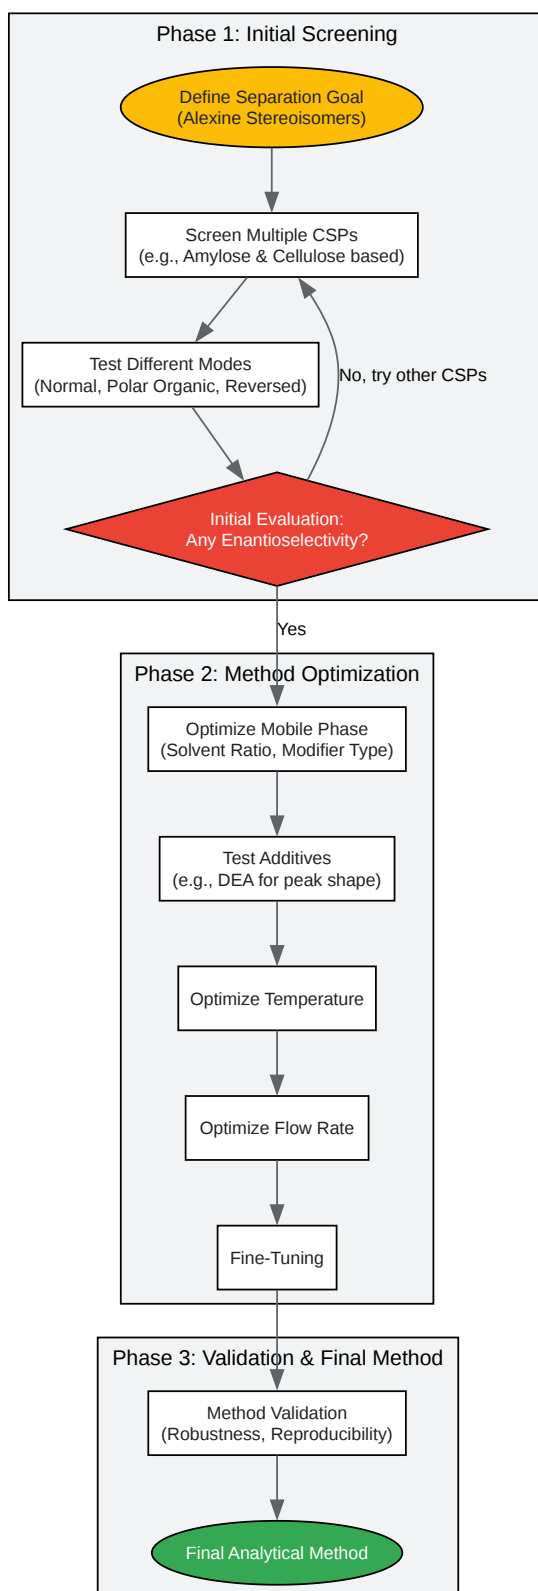 Phase 1: Initial Screening
Define Separation Goal
(Alexine Stereoisomers)
Screen Multiple CSPs
(e.g., Amylose & Cellulose based)
Test Different Modes
(Normal, Polar Organic, Reversed)
No, try other CSPs
Initial Evaluation:
Any Enantioselectivity?
Yes
Phase 2: Method Optimization
Optimize Mobile Phase
(Solvent Ratio, Modifier Type)
Test Additives
(e.g., DEA for peak shape)
Optimize Temperature
Optimize Flow Rate
Fine-Tuning
Phase 3: Validation & Final Method
Method Validation
(Robustness, Reproducibility)
Final Analytical Method